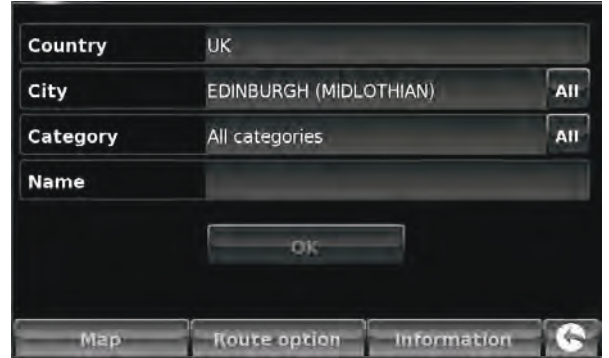 Country UK
City EDINBURGH (MIDLOTHIAN) All
Category All categories All
Name
OK
Map Route option Information